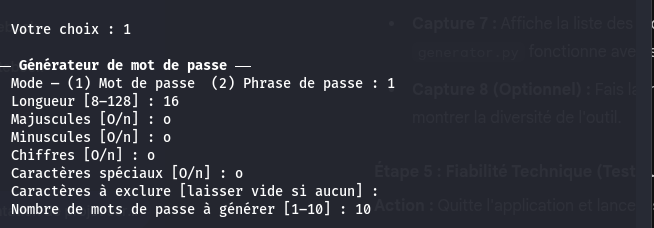 Votre choix : 1
— Générateur de mot de passe —
Mode — (1) Mot de passe (2) Phrase de passe : 1
Longueur [8–128] : 16
Majuscules [O/n] : o
Minuscules [O/n] : o
Chiffres [O/n] : o
Caractères spéciaux [O/n] : o
Caractères à exclure [laisser vide si aucun] :
Nombre de mots de passe à générer [1–10] : 10
Capture 7 : Affiche la liste des
generator.py fonctionne ave
Capture 8 (Optionnel) : Fais la
montrer la diversité de l'outil.
Étape 5 : Fiabilité Technique (Test
Action : Quitte l'application et lance